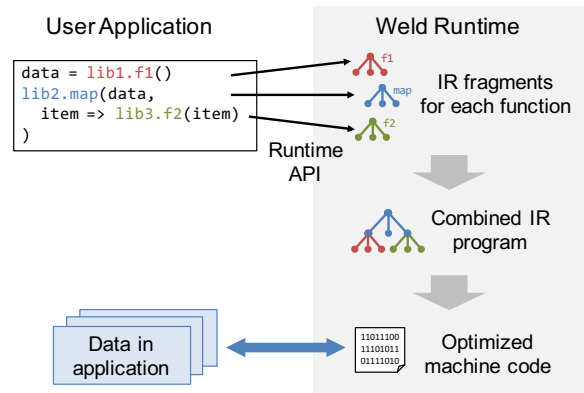 User Application
Weld Runtime
data = lib1.f1()
lib2.map(data,
item => lib3.f2(item)
)
f1
map
f2
IR fragments
for each function
Runtime
API
Combined IR
program
Data in
application
11011100
11101011
01111010
Optimized
machine code